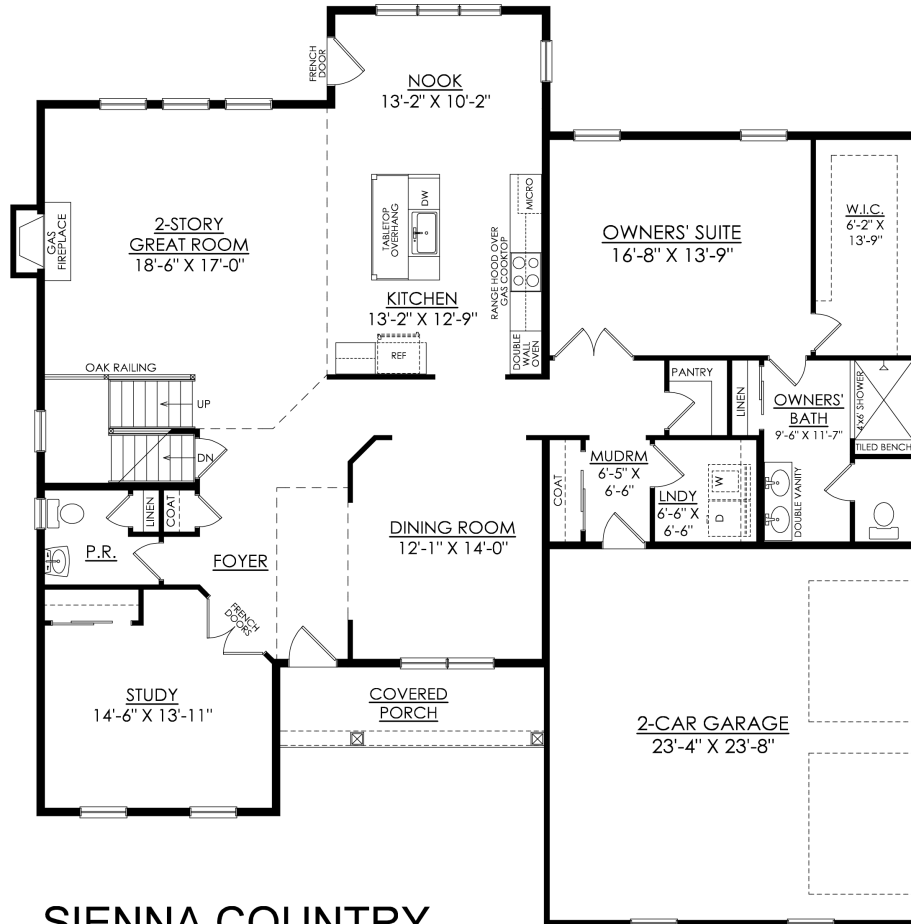 FRENCH
DOOR
NOOK
13'-2" X 10'-2"
2-STORY
GREAT ROOM
18'-6" X 17'-0"
GAS
FIREPLACE
TABLETOP
OVERHANG
DW
MICRO
RANGE HOOD OVER
GAS COOKTOP
KITCHEN
13'-2" X 12'-9"
REF
DOUBLE
WALL
OVEN
OWNERS' SUITE
16'-8" X 13'-9"
W.I.C.
6'-2" X
13'-9"
OAK RAILING
UP
DN
PANTRY
LINEN
OWNERS'
BATH
9'-6" X 11'-7"
4'x6' SHOWER
TILED BENCH
COAT
MUDRM
6'-5" X
6'-6"
LNDY
6'-6" X
6'-6"
W
D
DOUBLE VANITY
LINEN
COAT
P.R.
FOYER
DINING ROOM
12'-1" X 14'-0"
FRENCH
DOORS
STUDY
14'-6" X 13'-11"
COVERED
PORCH
2-CAR GARAGE
23'-4" X 23'-8"
SIENNA COUNTRY